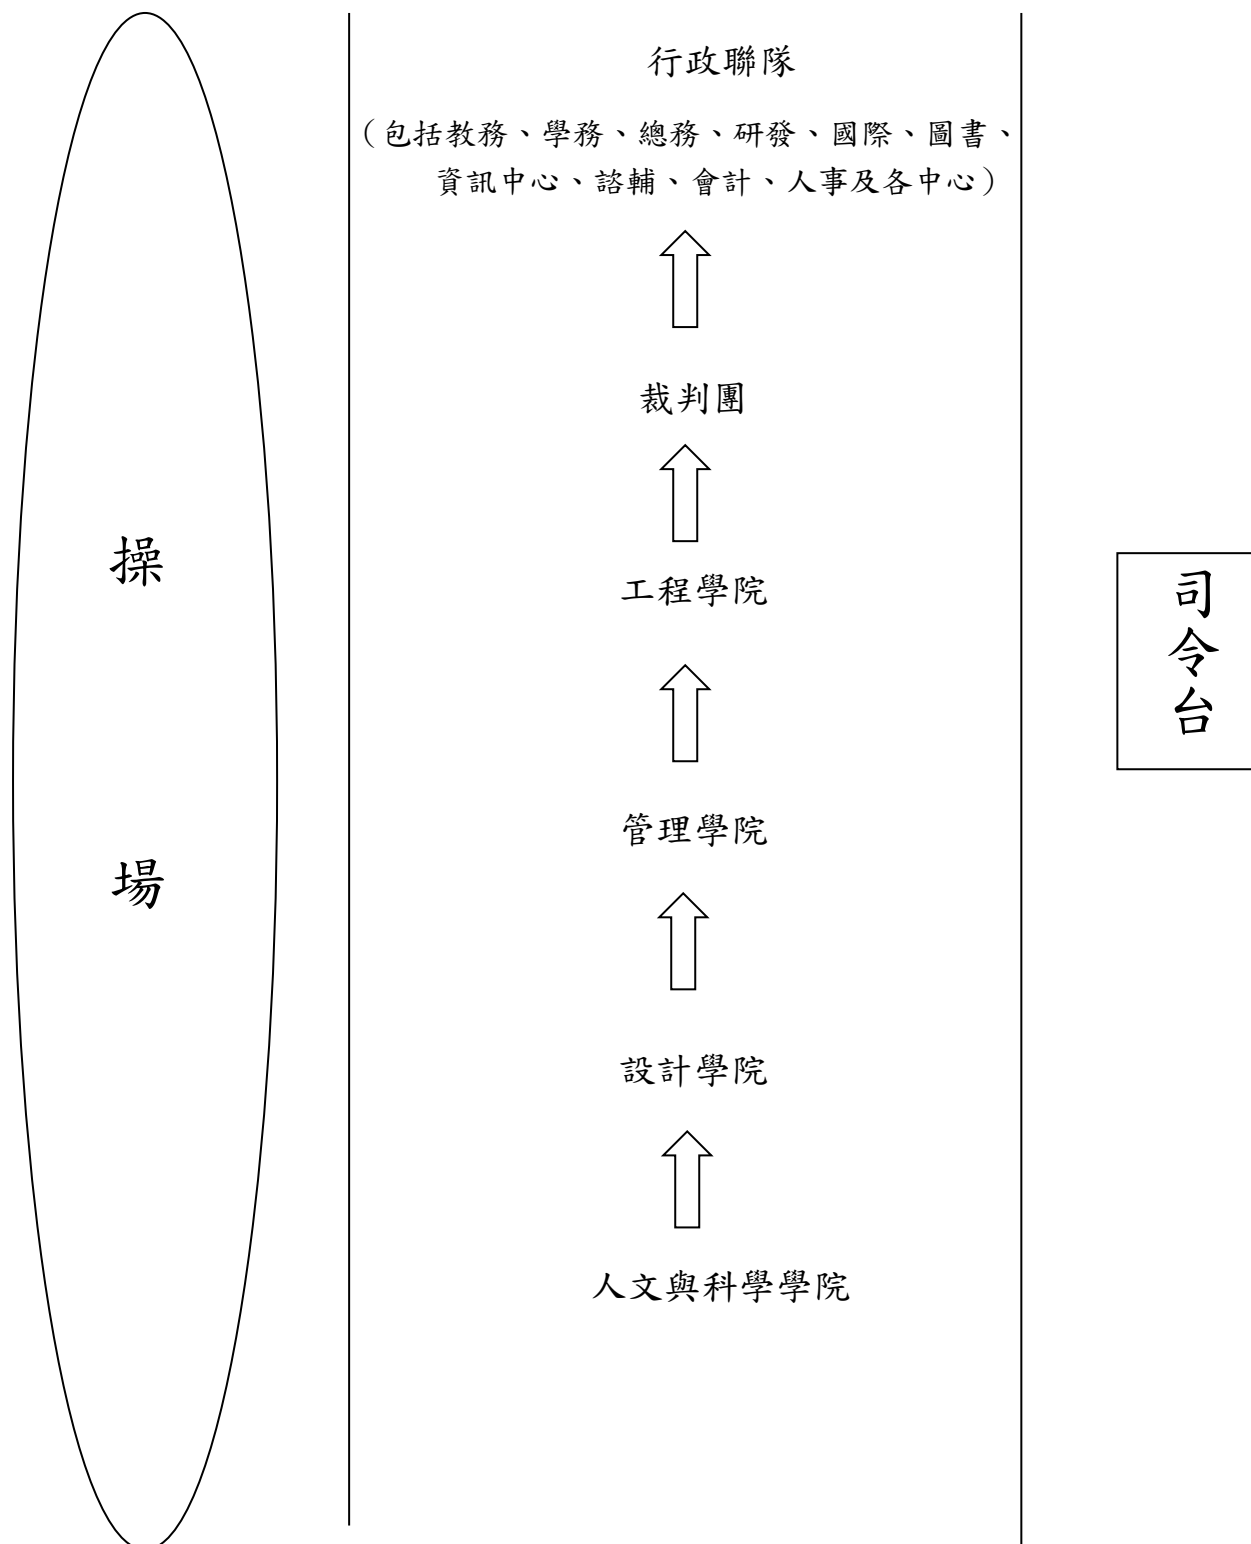 行政聯隊
（包括教務、學務、總務、研發、國際、圖書、
資訊中心、諮輔、會計、人事及各中心）
裁判團
工程學院
管理學院
設計學院
人文與科學學院
操
場
司
令
台